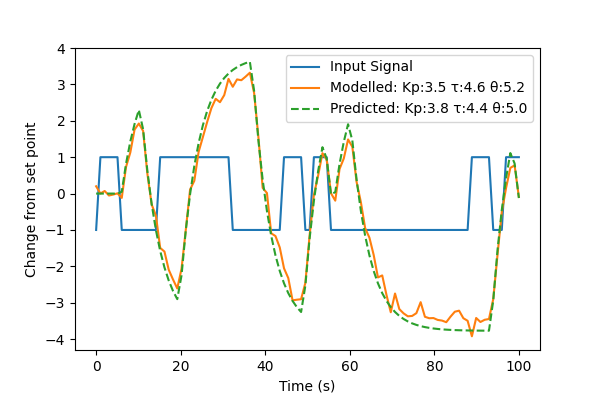 Input Signal
Modelled: Kp:3.5 τ:4.6 θ:5.2
Predicted: Kp:3.8 τ:4.4 θ:5.0
Change from set point
4
3
2
1
0
−1
−2
−3
−4
0 20 40 60 80 100
Time (s)